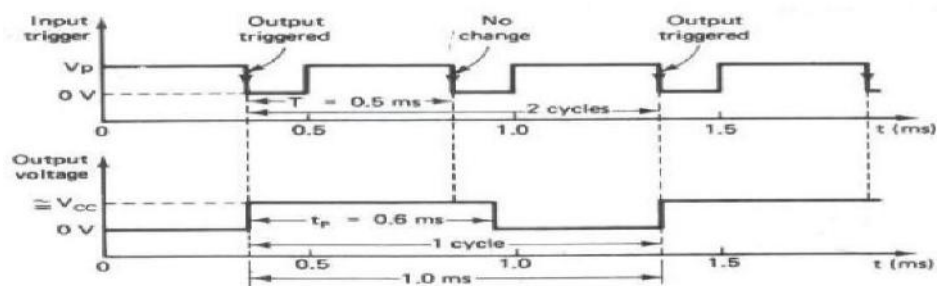 Input trigger
Output triggered
No change
Output triggered
Vp
0 V
T = 0.5 ms
2 cycles
0
0.5
1.0
1.5
t (ms)
Output voltage
≅ VCC
0 V
tp = 0.6 ms
1 cycle
0
0.5
1.0
1.5
t (ms)
1.0 ms